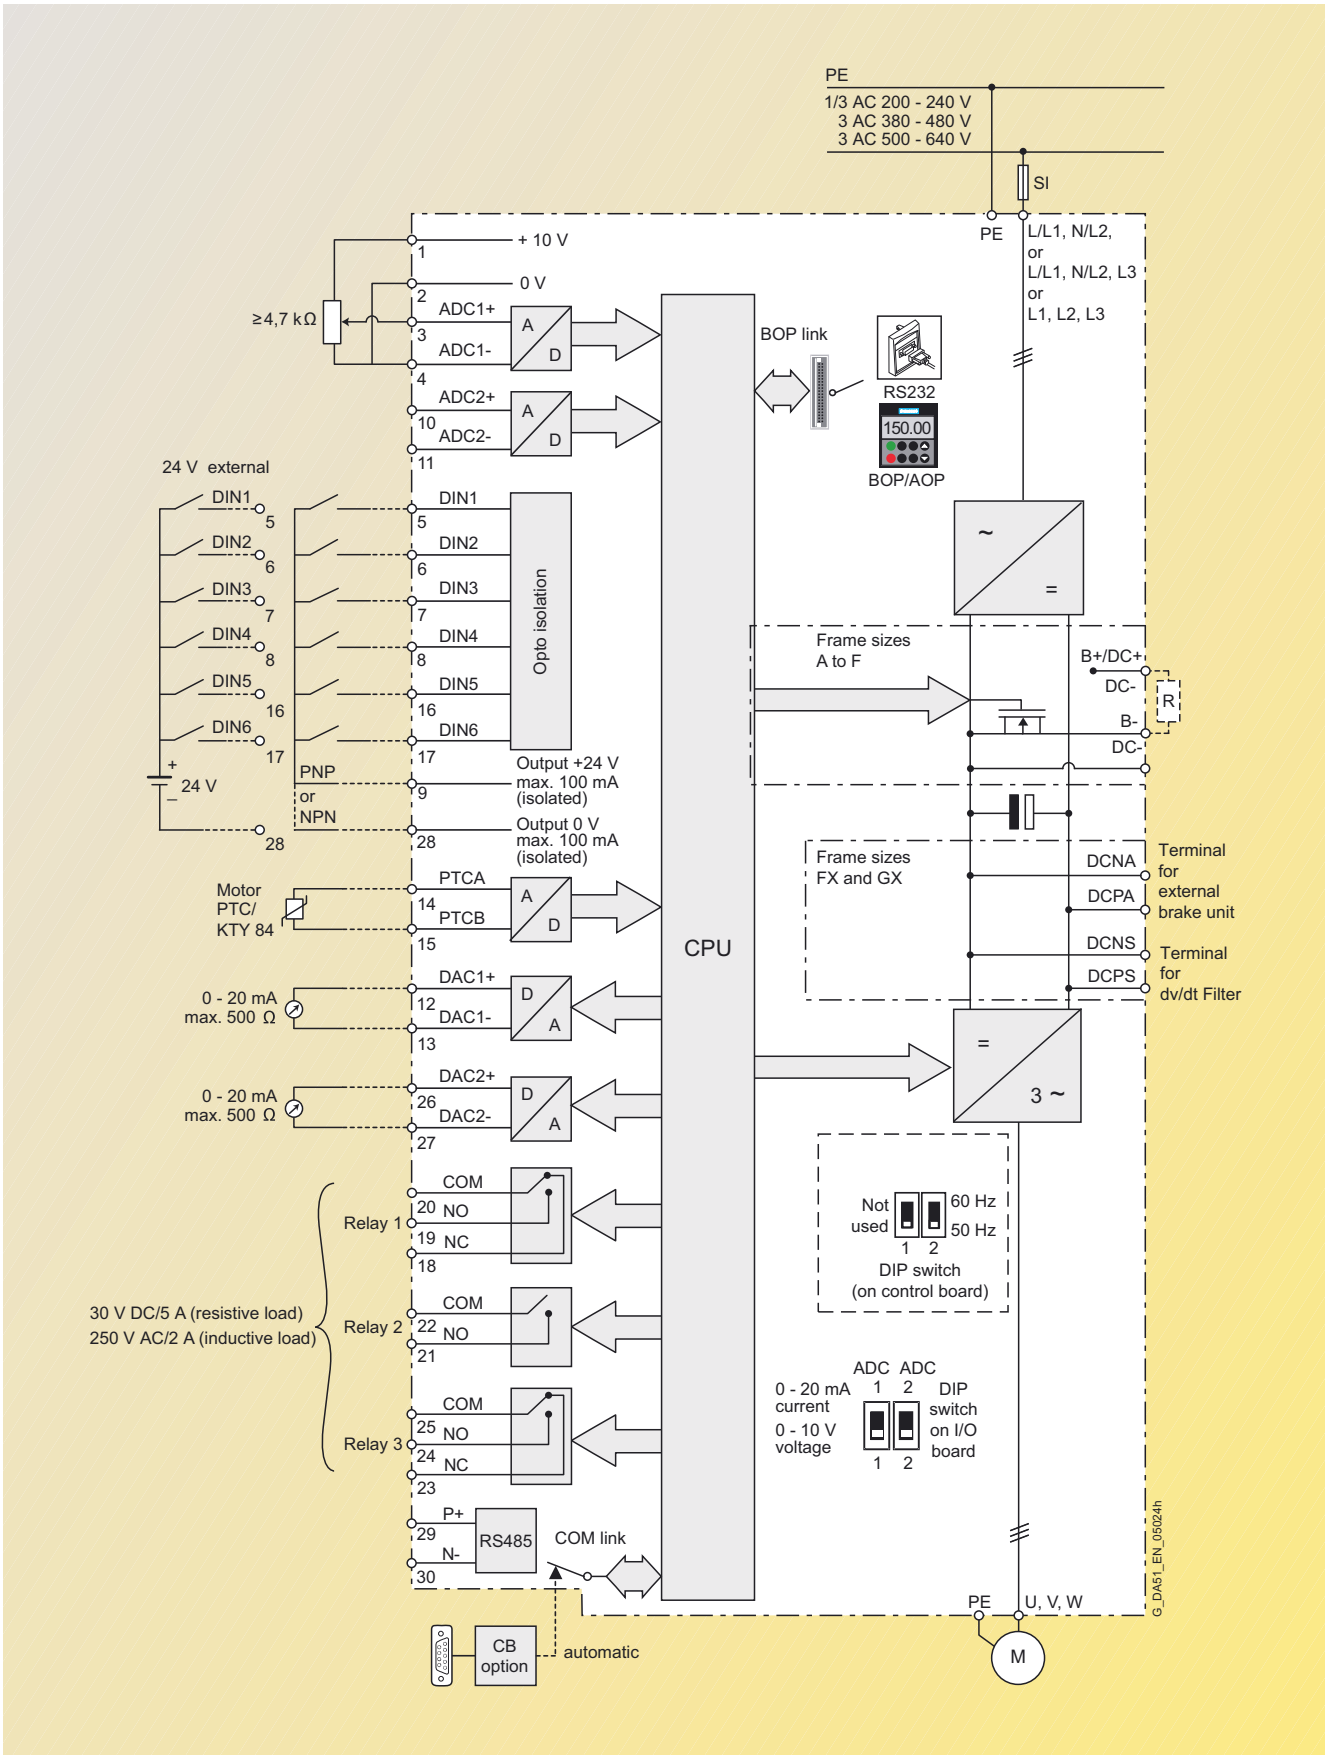 PE
1/3 AC 200 - 240 V
3 AC 380 - 480 V
3 AC 500 - 640 V
SI
PE
L/L1, N/L2,
or
L/L1, N/L2, L3
or
L1, L2, L3
1
+ 10 V
2
0 V
≥4,7 kΩ
ADC1+
3
ADC1-
4
A
D
ADC2+
10
ADC2-
11
A
D
BOP link
RS232
150.00
BOP/AOP
24 V external
DIN1
5
DIN2
6
DIN3
7
DIN4
8
DIN5
16
DIN6
17
+
24 V
–
28
DIN1
5
DIN2
6
DIN3
7
DIN4
8
DIN5
16
DIN6
17
Opto isolation
PNP
or
NPN
9
Output +24 V
max. 100 mA
(isolated)
28
Output 0 V
max. 100 mA
(isolated)
~
=
Frame sizes
A to F
B+/DC+
DC-
B-
DC-
R
Frame sizes
FX and GX
DCNA
DCPA
DCNS
DCPS
Terminal
for
external
brake unit
Terminal
for
dv/dt Filter
Motor
PTC/
KTY 84
PTCA
14
PTCB
15
A
D
CPU
0 - 20 mA
max. 500 Ω
DAC1+
12
DAC1-
13
D
A
0 - 20 mA
max. 500 Ω
DAC2+
26
DAC2-
27
D
A
=
3 ~
30 V DC/5 A (resistive load)
250 V AC/2 A (inductive load)
Relay 1
COM
20
NO
19
NC
18
Relay 2
COM
22
NO
21
Relay 3
COM
25
NO
24
NC
23
Not
used
60 Hz
50 Hz
1 2
DIP switch
(on control board)
ADC ADC
1 2
0 - 20 mA
current
0 - 10 V
voltage
DIP
switch
on I/O
board
1 2
P+
29
N-
30
RS485
COM link
CB
option
automatic
PE
U, V, W
M
G_DA51_EN_05024h